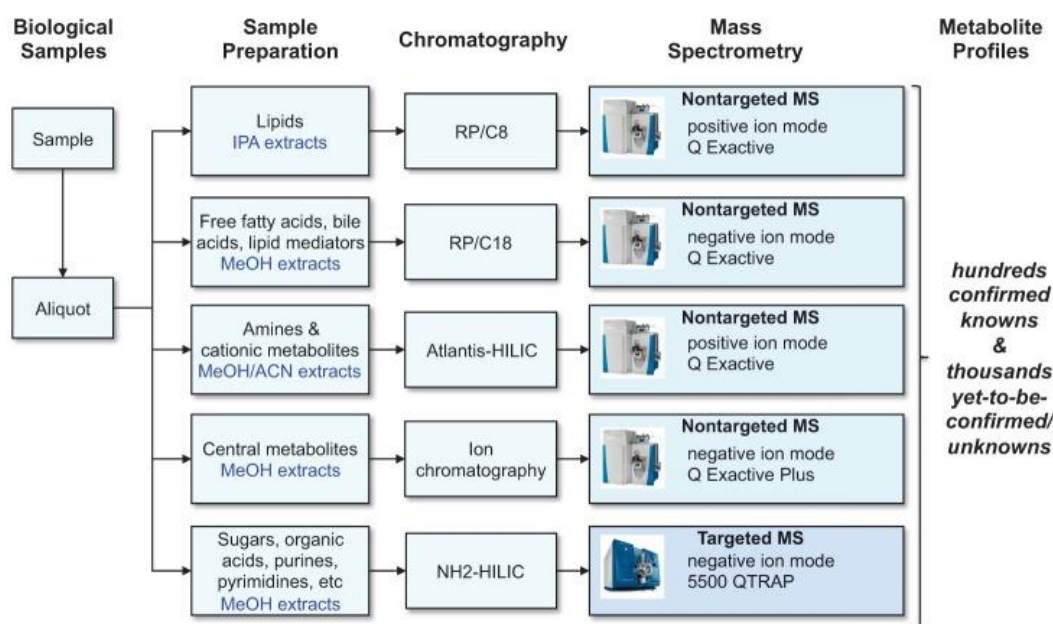 Biological
Samples
Sample
Preparation
Chromatography
Mass
Spectrometry
Metabolite
Profiles
Sample
Aliquot
Lipids
IPA extracts
RP/C8
Nontargeted MS
positive ion mode
Q Exactive
Free fatty acids, bile
acids, lipid mediators
MeOH extracts
RP/C18
Nontargeted MS
negative ion mode
Q Exactive
Amines &
cationic metabolites
MeOH/ACN extracts
Atlantis-HILIC
Nontargeted MS
positive ion mode
Q Exactive
Central metabolites
MeOH extracts
Ion
chromatography
Nontargeted MS
negative ion mode
Q Exactive Plus
Sugars, organic
acids, purines,
pyrimidines, etc
MeOH extracts
NH2-HILIC
Targeted MS
negative ion mode
5500 QTRAP
hundreds
confirmed
knowns
&
thousands
yet-to-be-
confirmed/
unknowns